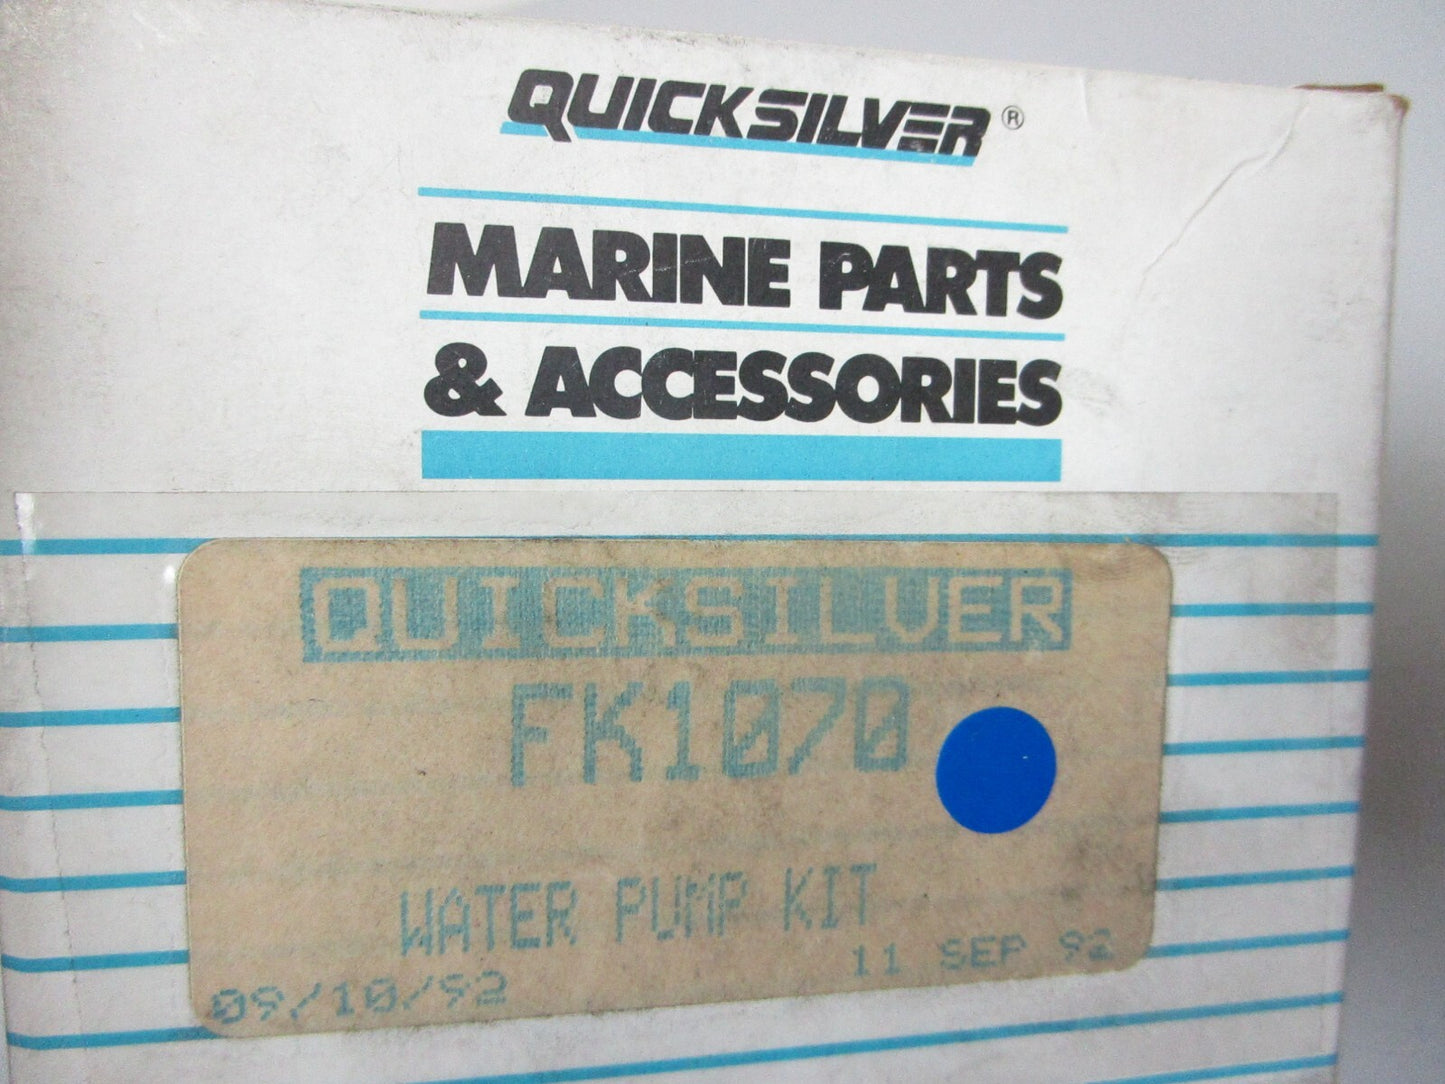 QUICKSILVER®
MARINE PARTS
& ACCESSORIES
QUICKSILVER
FK1070
WATER PUMP KIT
09/10/92 11 SEP 92